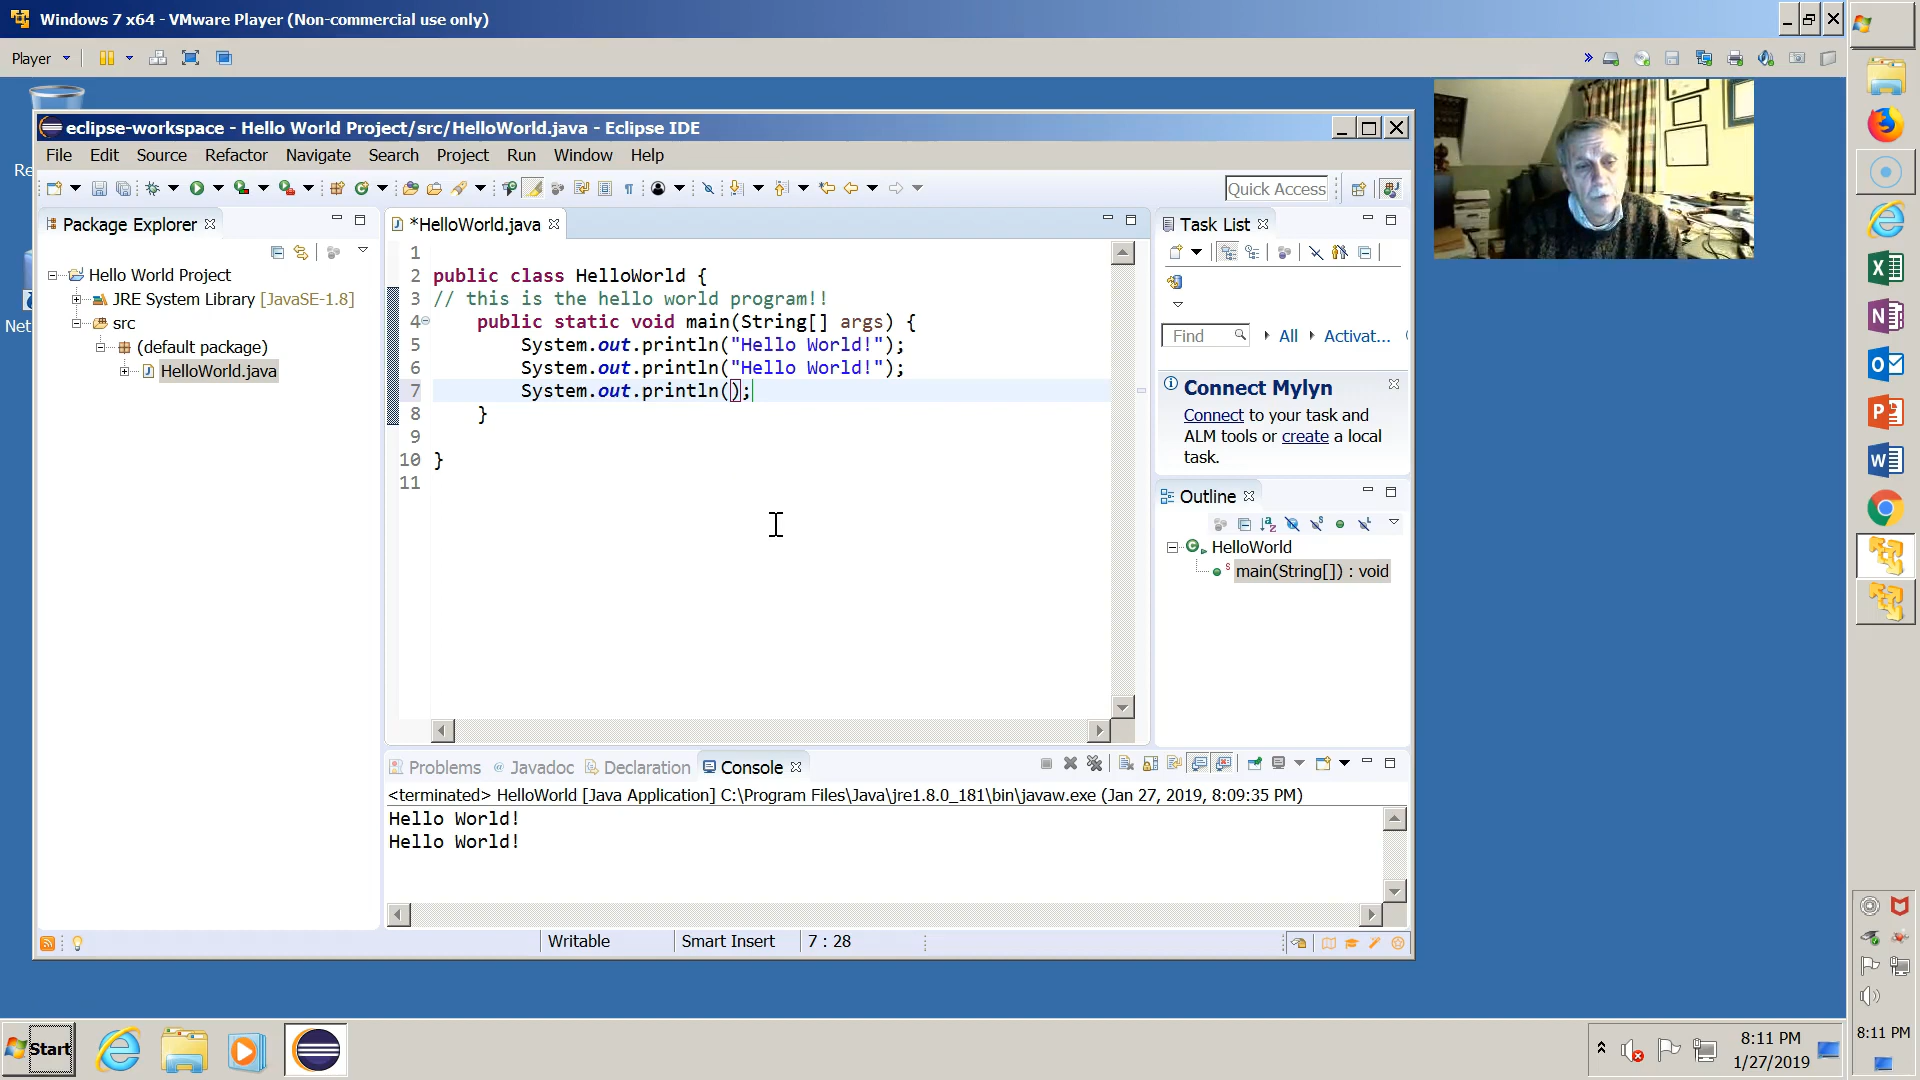 Windows 7 x64 - VMware Player (Non-commercial use only)
Player
eclipse-workspace - Hello World Project/src/HelloWorld.java - Eclipse IDE
File Edit Source Refactor Navigate Search Project Run Window Help
Quick Access
Package Explorer
*HelloWorld.java
Task List
Re
Net
Hello World Project
JRE System Library [JavaSE-1.8]
src
(default package)
HelloWorld.java
1
2 public class HelloWorld {
3 // this is the hello world program!!
4 public static void main(String[] args) {
5 System.out.println("Hello World!");
6 System.out.println("Hello World!");
7 System.out.println();
8 }
9
10 }
11
Find All Activat...
Connect Mylyn
Connect to your task and
ALM tools or create a local
task.
Outline
HelloWorld
main(String[]) : void
Problems @ Javadoc Declaration Console
<terminated> HelloWorld [Java Application] C:\Program Files\Java\jre1.8.0_181\bin\javaw.exe (Jan 27, 2019, 8:09:35 PM)
Hello World!
Hello World!
Writable Smart Insert 7 : 28
Start
8:11 PM
1/27/2019
8:11 PM